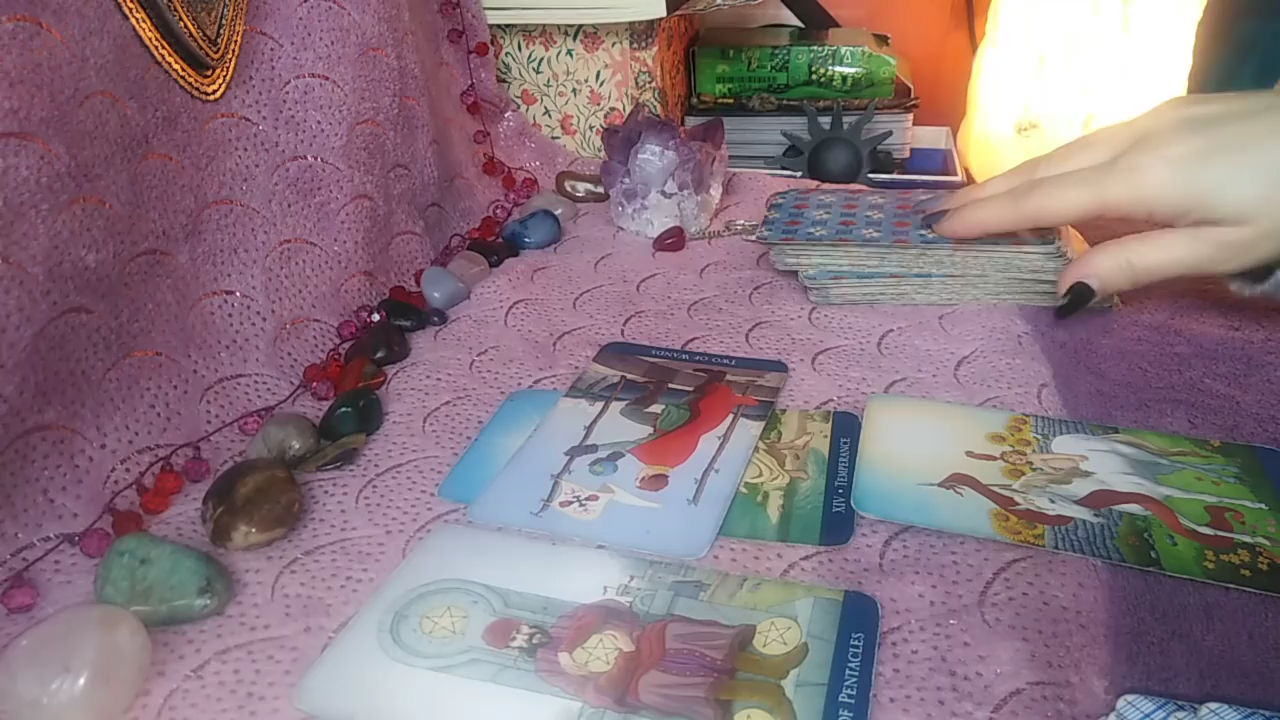 TWO OF WANDS
XIV • TEMPERANCE
OF PENTACLES